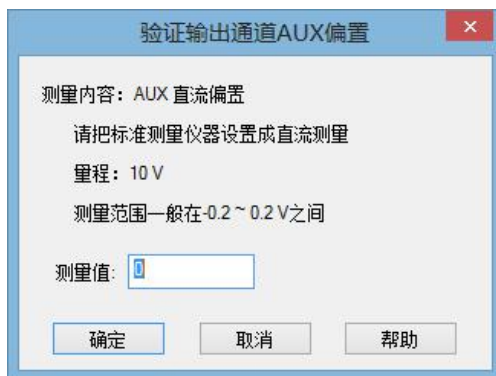 验证输出通道AUX偏置
测量内容：AUX 直流偏置
请把标准测量仪器设置成直流测量
量程：10 V
测量范围一般在-0.2 ~ 0.2 V之间
测量值: 0
确定 取消 帮助